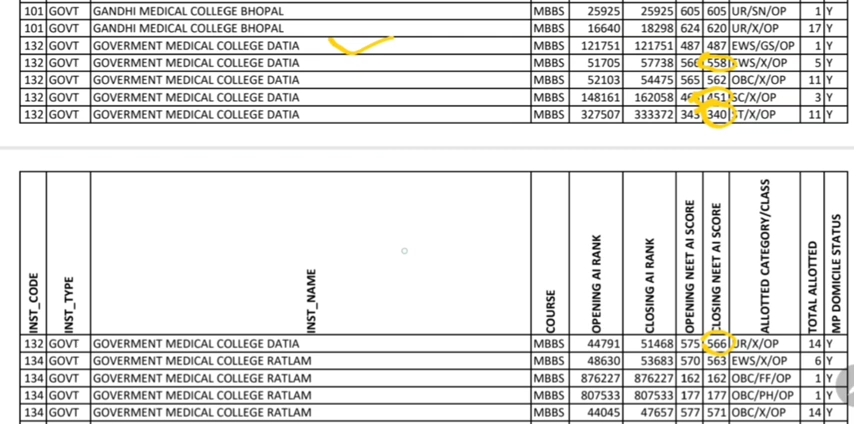 101 GOVT GANDHI MEDICAL COLLEGE BHOPAL MBBS 25925 25925 605 605 UR/SN/OP 1 Y
101 GOVT GANDHI MEDICAL COLLEGE BHOPAL MBBS 16640 18298 624 620 UR/X/OP 17 Y
132 GOVT GOVERMENT MEDICAL COLLEGE DATIA MBBS 121751 121751 487 487 EWS/GS/OP 1 Y
132 GOVT GOVERMENT MEDICAL COLLEGE DATIA MBBS 51705 57738 566 558 EWS/X/OP 5 Y
132 GOVT GOVERMENT MEDICAL COLLEGE DATIA MBBS 52103 54475 565 562 OBC/X/OP 11 Y
132 GOVT GOVERMENT MEDICAL COLLEGE DATIA MBBS 148161 162058 451 SC/X/OP 3 Y
132 GOVT GOVERMENT MEDICAL COLLEGE DATIA MBBS 327507 333372 343 340 ST/X/OP 11 Y
INST_CODE INST_TYPE INST_NAME COURSE OPENING AI RANK CLOSING AI RANK OPENING NEET AI SCORE CLOSING NEET AI SCORE ALLOTTED CATEGORY/CLASS TOTAL ALLOTTED MP DOMICILE STATUS
132 GOVT GOVERMENT MEDICAL COLLEGE DATIA MBBS 44791 51468 575 566 UR/X/OP 14 Y
134 GOVT GOVERMENT MEDICAL COLLEGE RATLAM MBBS 48630 53683 570 563 EWS/X/OP 6 Y
134 GOVT GOVERMENT MEDICAL COLLEGE RATLAM MBBS 876227 876227 162 162 OBC/FF/OP 1 Y
134 GOVT GOVERMENT MEDICAL COLLEGE RATLAM MBBS 807533 807533 177 177 OBC/PH/OP 1 Y
134 GOVT GOVERMENT MEDICAL COLLEGE RATLAM MBBS 44045 47657 577 571 OBC/X/OP 14 Y